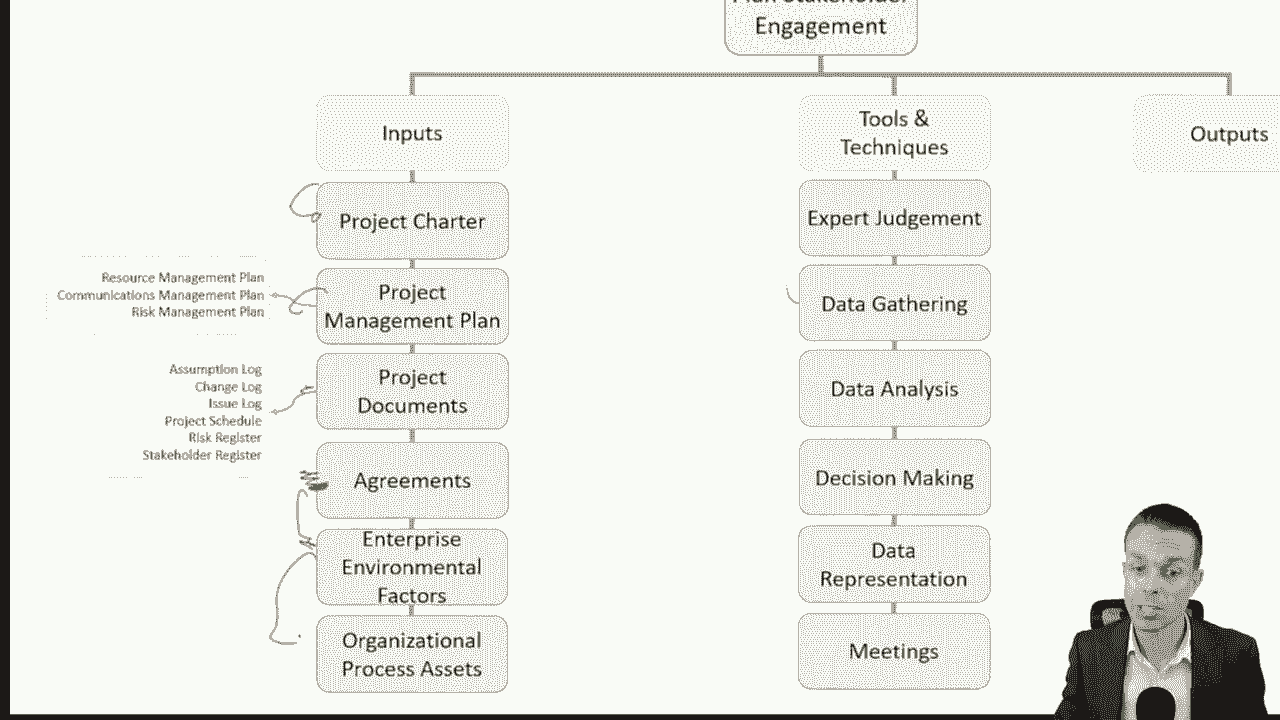 Plan Stakeholder
Engagement
Inputs
Tools &
Techniques
Outputs
Project Charter
Project
Management Plan
Resource Management Plan
Communications Management Plan
Risk Management Plan
Project
Documents
Assumption Log
Change Log
Issue Log
Project Schedule
Risk Register
Stakeholder Register
Agreements
Enterprise
Environmental
Factors
Organizational
Process Assets
Expert Judgement
Data Gathering
Data Analysis
Decision Making
Data
Representation
Meetings